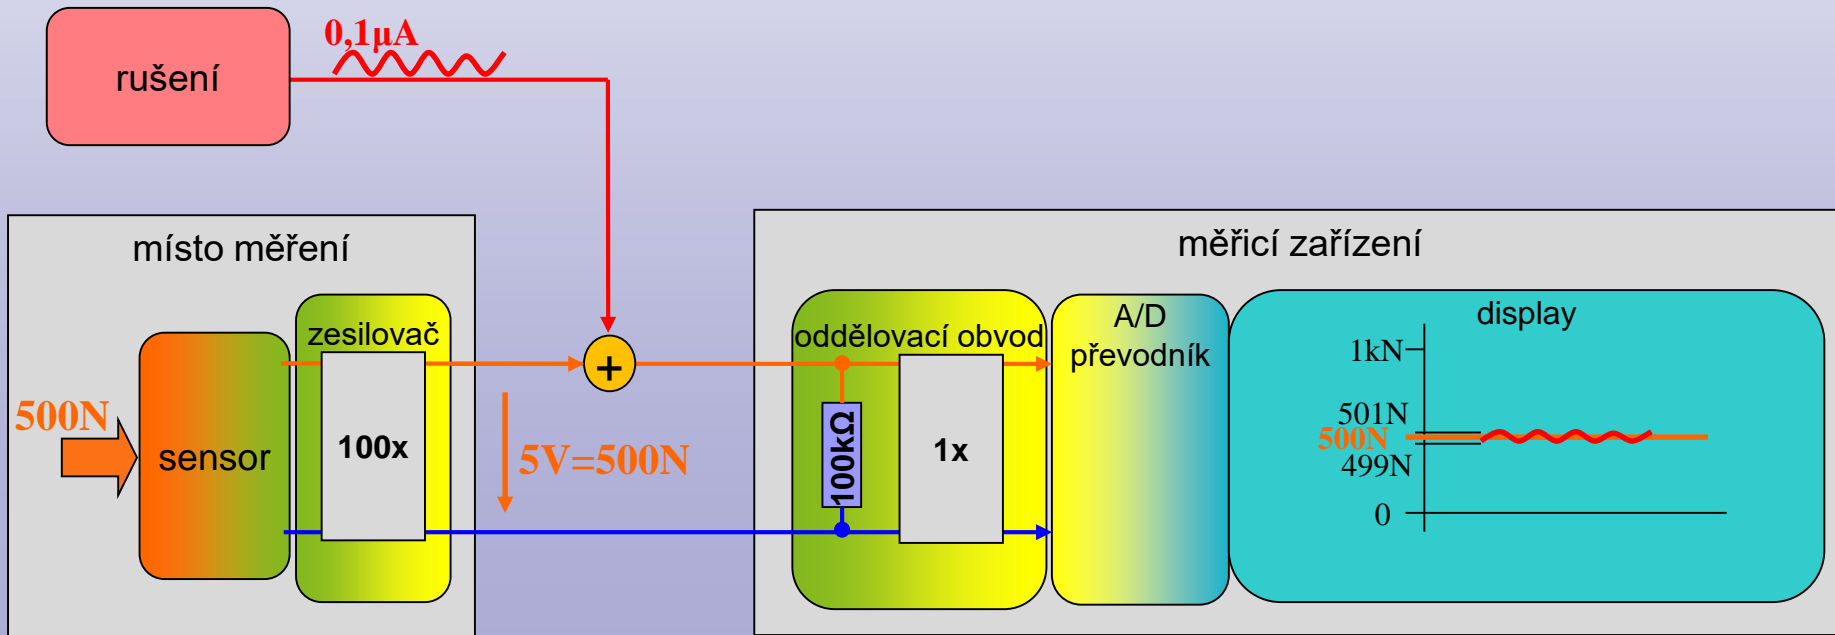 0,1µA
rušení
místo měření
měřicí zařízení
zesilovač
oddělovací obvod
A/D
převodník
display
1kN
500N
sensor
100x
+
5V=500N
100kΩ
1x
501N
500N
499N
0